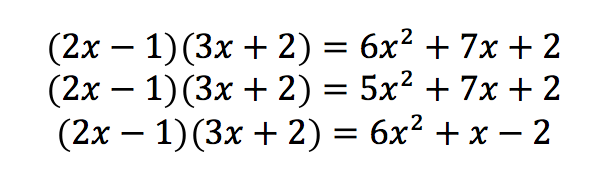 (2x − 1)(3x + 2) = 6x² + 7x + 2
(2x − 1)(3x + 2) = 5x² + 7x + 2
(2x − 1)(3x + 2) = 6x² + x − 2